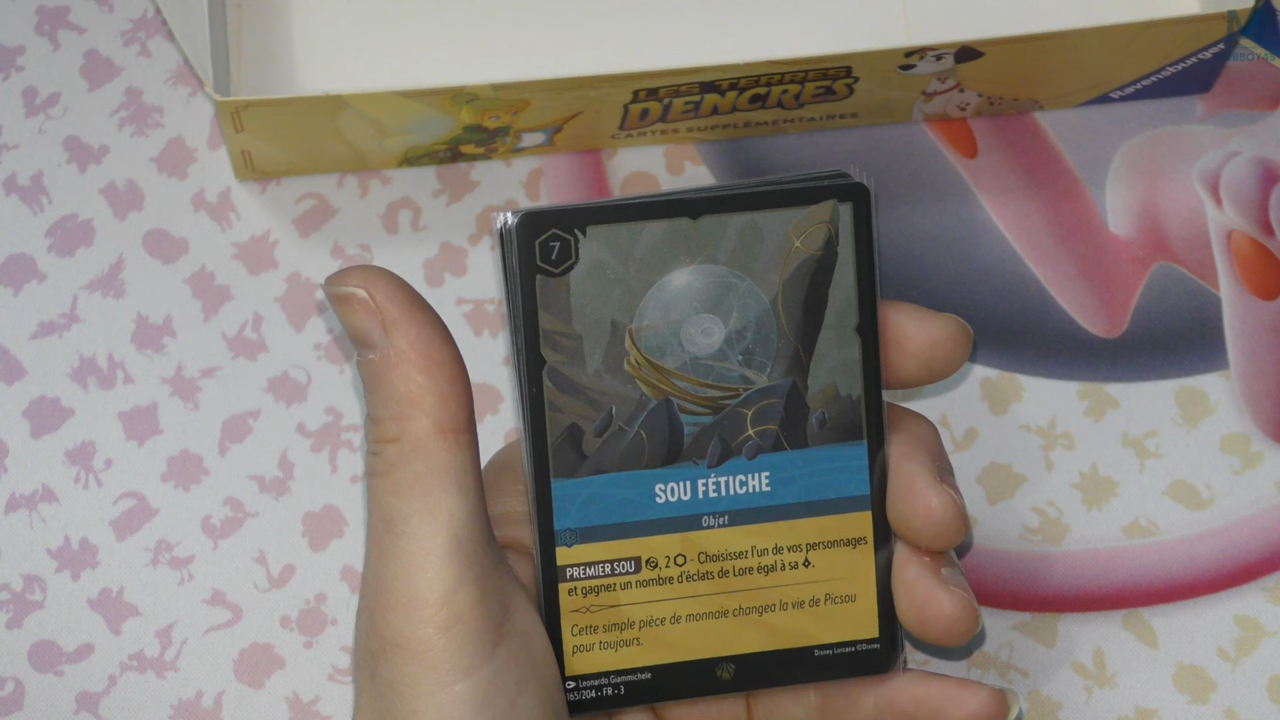 LES TERRES
D'ENCRES
CARTES SUPPLÉMENTAIRES
Ravensburger
7
SOU FÉTICHE
Objet
PREMIER SOU , 2 - Choisissez l'un de vos personnages
et gagnez un nombre d'éclats de Lore égal à sa .
Cette simple pièce de monnaie changea la vie de Picsou
pour toujours.
Leonardo Giammichele
165/204 • FR • 3
Disney Lorcana ©Disney